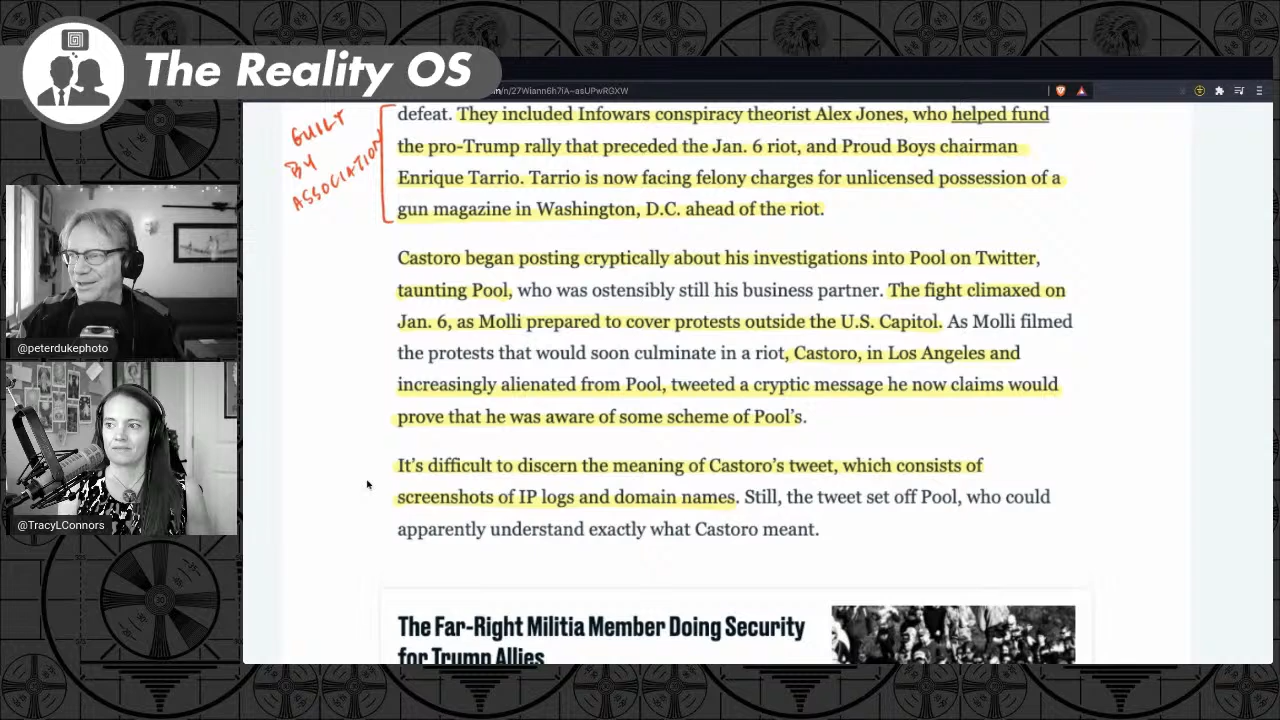 The Reality OS
m/n/27Wiann6h7iA~asUPwRGXW
GUILT
BY
ASSOCIATION
defeat. They included Infowars conspiracy theorist Alex Jones, who helped fund
the pro-Trump rally that preceded the Jan. 6 riot, and Proud Boys chairman
Enrique Tarrio. Tarrio is now facing felony charges for unlicensed possession of a
gun magazine in Washington, D.C. ahead of the riot.
Castoro began posting cryptically about his investigations into Pool on Twitter,
taunting Pool, who was ostensibly still his business partner. The fight climaxed on
Jan. 6, as Molli prepared to cover protests outside the U.S. Capitol. As Molli filmed
the protests that would soon culminate in a riot, Castoro, in Los Angeles and
increasingly alienated from Pool, tweeted a cryptic message he now claims would
prove that he was aware of some scheme of Pool's.
It's difficult to discern the meaning of Castoro's tweet, which consists of
screenshots of IP logs and domain names. Still, the tweet set off Pool, who could
apparently understand exactly what Castoro meant.
The Far-Right Militia Member Doing Security
for Trump Allies
@peterdukephoto
@TracyLConnors